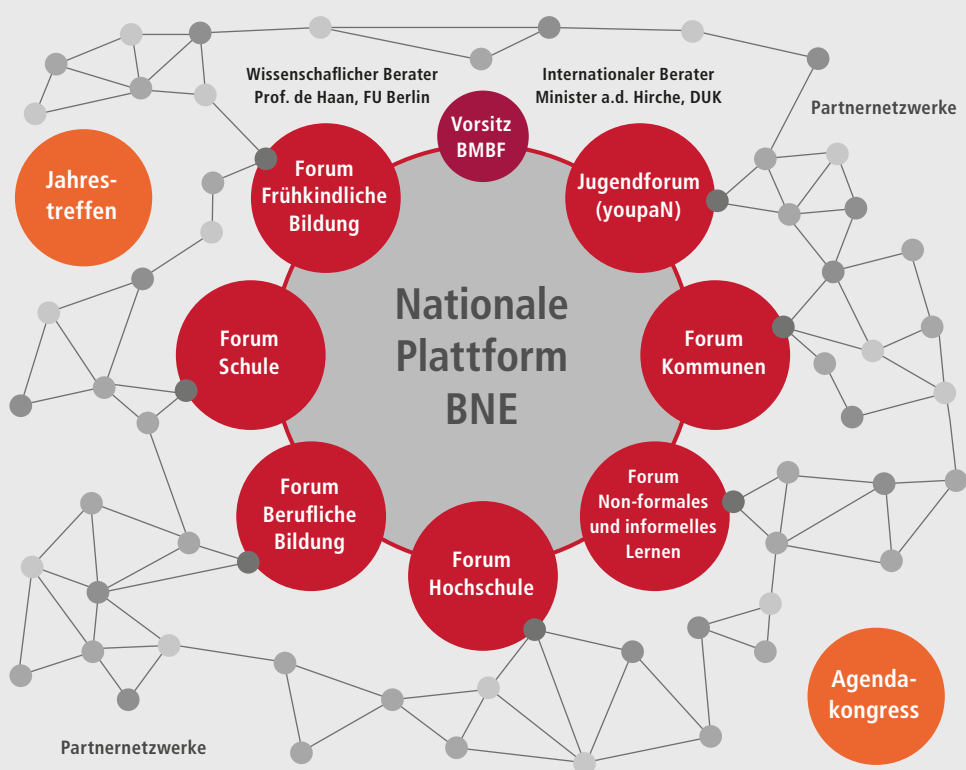 Wissenschaflicher Berater
Prof. de Haan, FU Berlin
Internationaler Berater
Minister a.d. Hirche, DUK
Partnernetzwerke
Vorsitz
BMBF
Jahres-
treffen
Forum
Frühkindliche
Bildung
Jugendforum
(youpaN)
Nationale
Plattform
BNE
Forum
Schule
Forum
Kommunen
Forum
Berufliche
Bildung
Forum
Non-formales
und informelles
Lernen
Forum
Hochschule
Agenda-
kongress
Partnernetzwerke